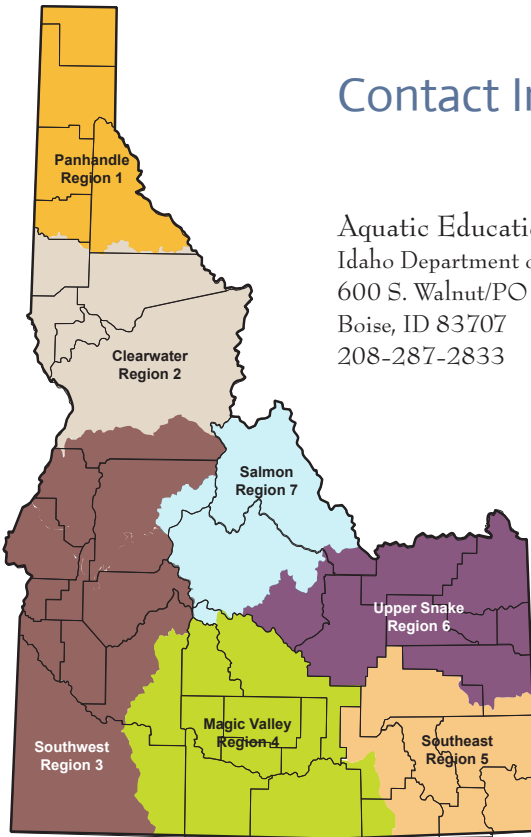 Contact
Aquatic
Idaho Department
600 S. Walnut/PO
Boise, ID 83707
208-287-2833
Panhandle
Region 1
Clearwater
Region 2
Salmon
Region 7
Upper Snake
Region 6
Magic Valley
Region 4
Southeast
Region 5
Southwest
Region 3